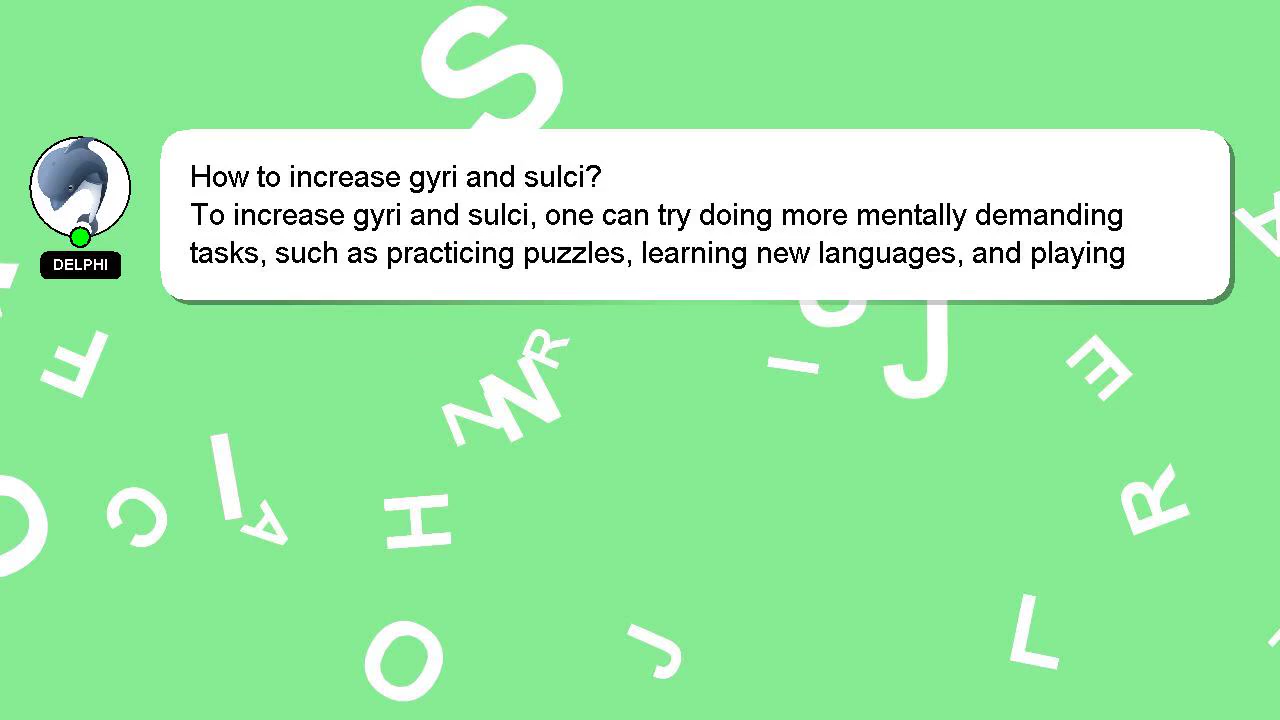 S
How to increase gyri and sulci?
To increase gyri and sulci, one can try doing more mentally demanding
tasks, such as practicing puzzles, learning new languages, and playing
DELPHI
A
F
R
I
J
E
N
W
I
C
A
H
R
O
O
J
L